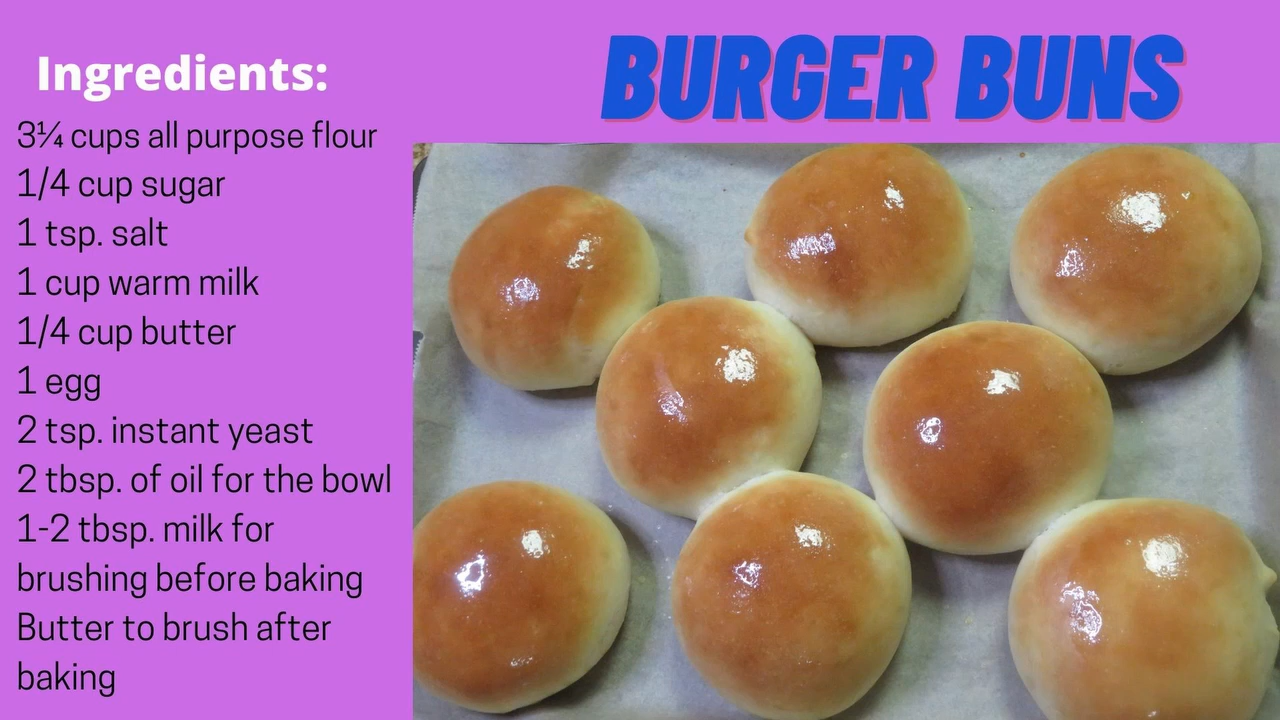 BURGER BUNS
Ingredients:
3¼ cups all purpose flour
1/4 cup sugar
1 tsp. salt
1 cup warm milk
1/4 cup butter
1 egg
2 tsp. instant yeast
2 tbsp. of oil for the bowl
1-2 tbsp. milk for
brushing before baking
Butter to brush after
baking